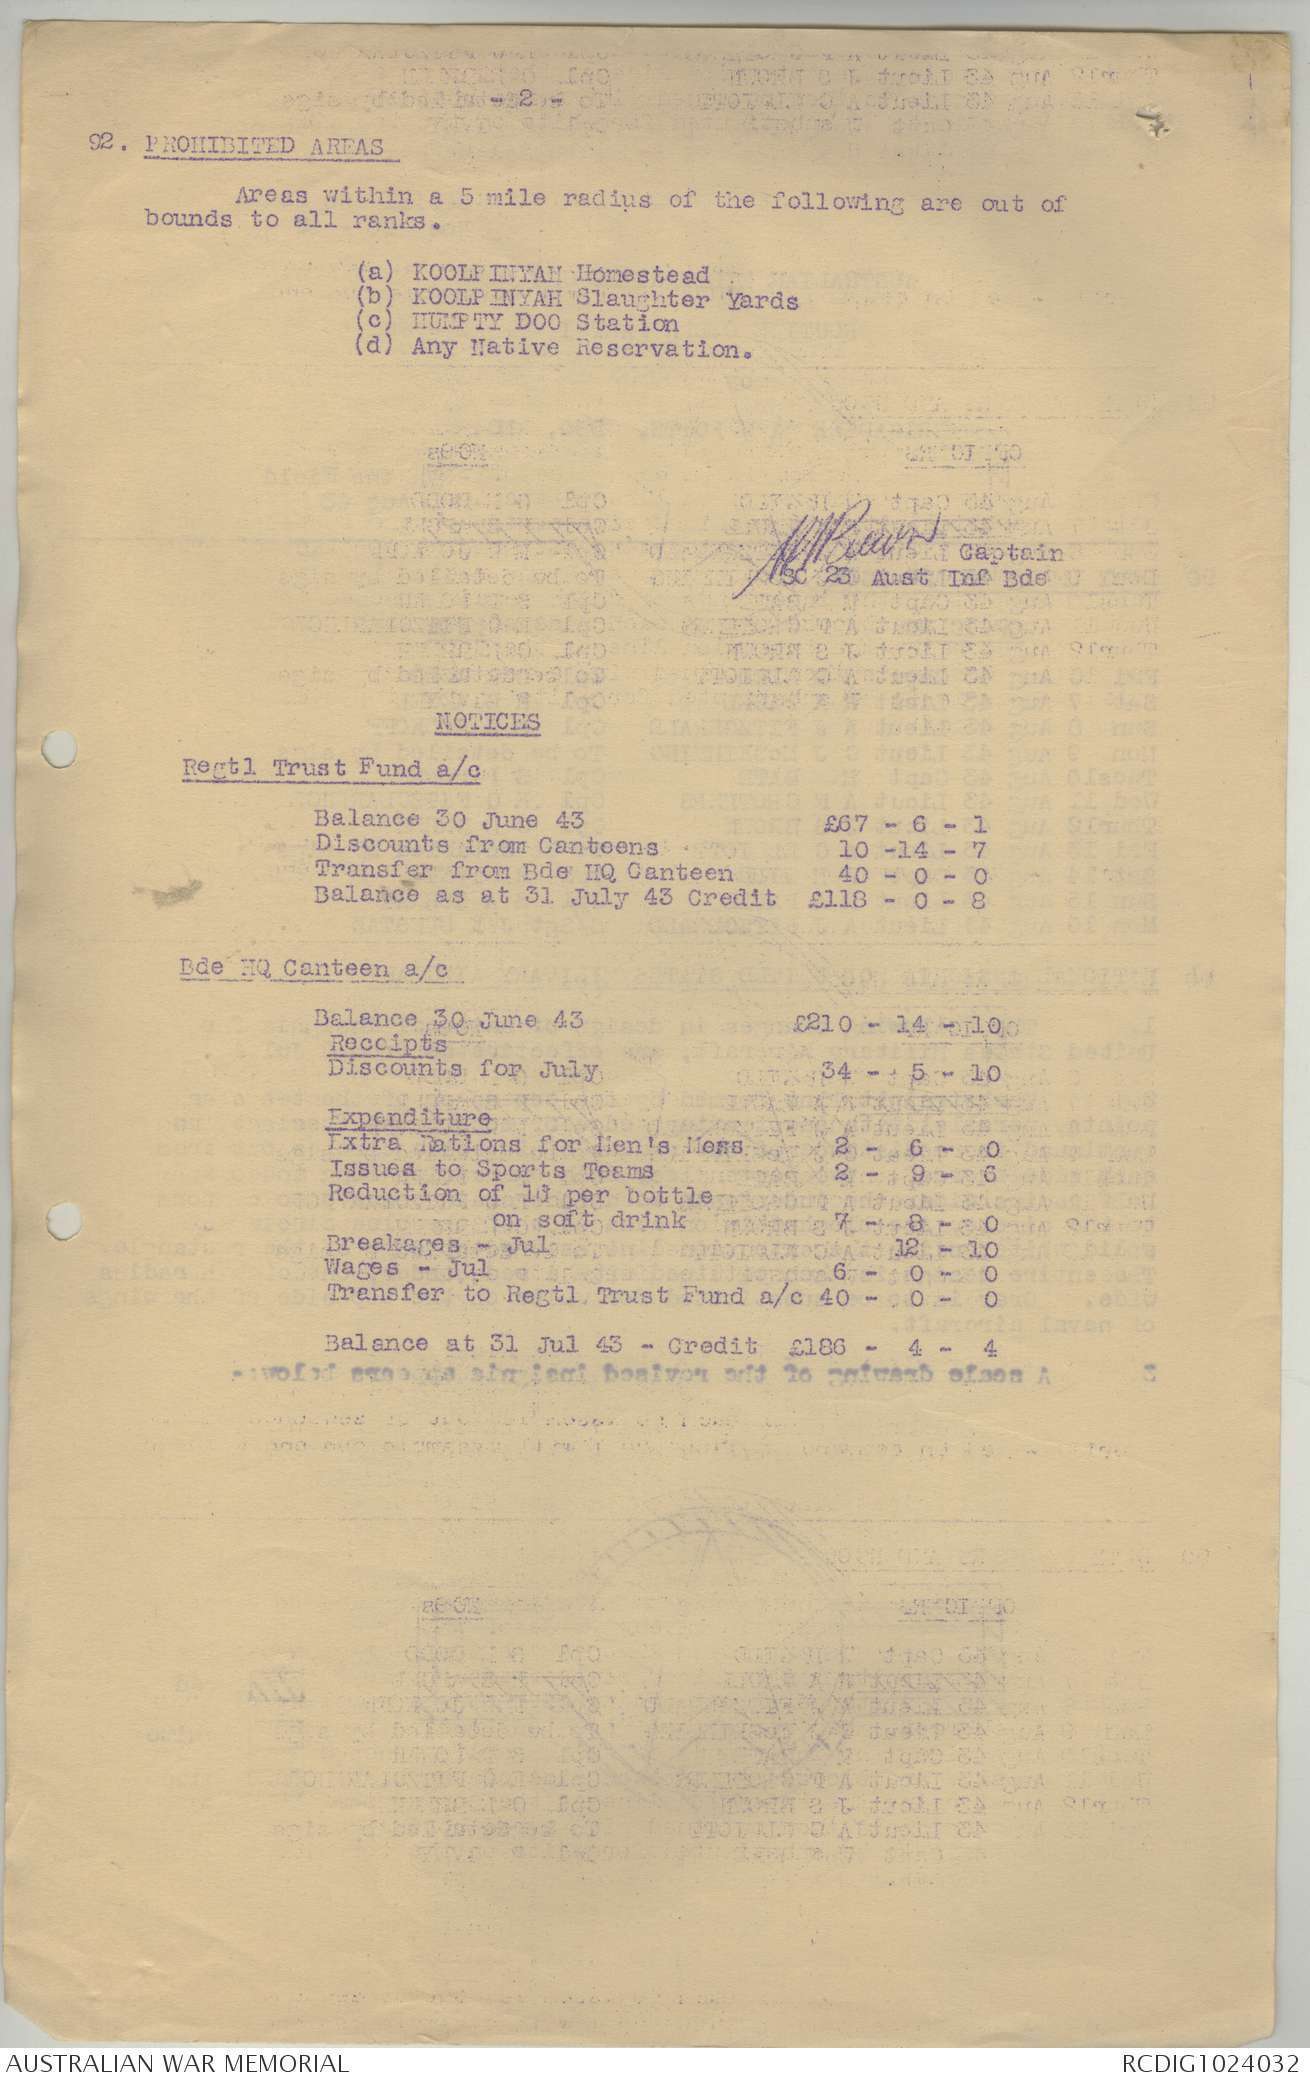 - 2 -
92. PROHIBITED AREAS
Areas within a 5 mile radius of the following are out of
bounds to all ranks.
(a) KOOLPINYAH Homestead
(b) KOOLPINYAH Slaughter Yards
(c) HUMPTY DOO Station
(d) Any Native Reservation.
Captain
SC 23 Aust Inf Bde
NOTICES
Regtl Trust Fund a/c
Balance 30 June 43 £67 - 6 - 1
Discounts from Canteens 10 -14 - 7
Transfer from Bde HQ Canteen 40 - 0 - 0
Balance as at 31 July 43 Credit £118 - 0 - 8
Bde HQ Canteen a/c
Balance 30 June 43 £210 - 14 - 10
Receipts
Discounts for July 34 - 5 - 10
Expenditure
Extra Rations for Men's Mess 2 - 6 - 0
Issues to Sports Teams 2 - 9 - 6
Reduction of 1d per bottle
on soft drink 7 - 8 - 0
Breakages - Jul 12 - 10
Wages - Jul 6 - 0 - 0
Transfer to Regtl Trust Fund a/c 40 - 0 - 0
Balance at 31 Jul 43 - Credit £186 - 4 - 4
AUSTRALIAN WAR MEMORIAL RCDIG1024032